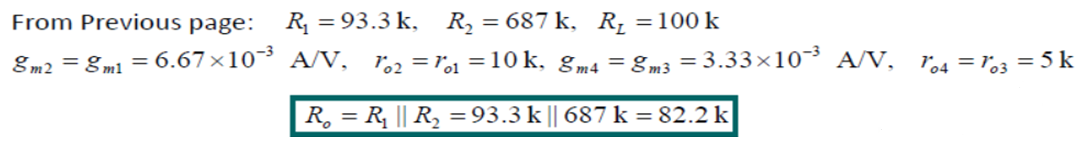 From Previous page: R₁ = 93.3 k, R₂ = 687 k, R_L = 100 k
g_m2 = g_m1 = 6.67×10⁻³ A/V, r_o2 = r_o1 = 10 k, g_m4 = g_m3 = 3.33×10⁻³ A/V, r_o4 = r_o3 = 5 k
R_o = R₁ || R₂ = 93.3 k || 687 k = 82.2 k